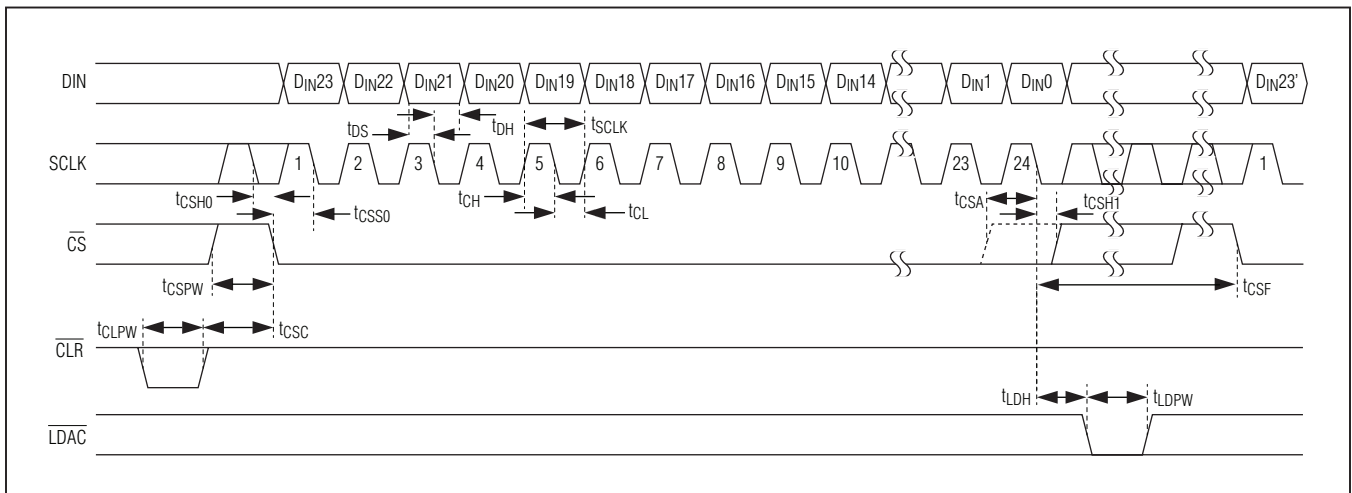 DIN DIN23 DIN22 DIN21 DIN20 DIN19 DIN18 DIN17 DIN16 DIN15 DIN14 DIN1 DIN0 DIN23'
tDS tDH tSCLK
SCLK 1 2 3 4 5 6 7 8 9 10 23 24 1
tCSH0 tCSS0 tCH tCL tCSA tCSH1
CS
tCSPW tCSF
tCLPW tCSC
CLR
tLDH tLDPW
LDAC